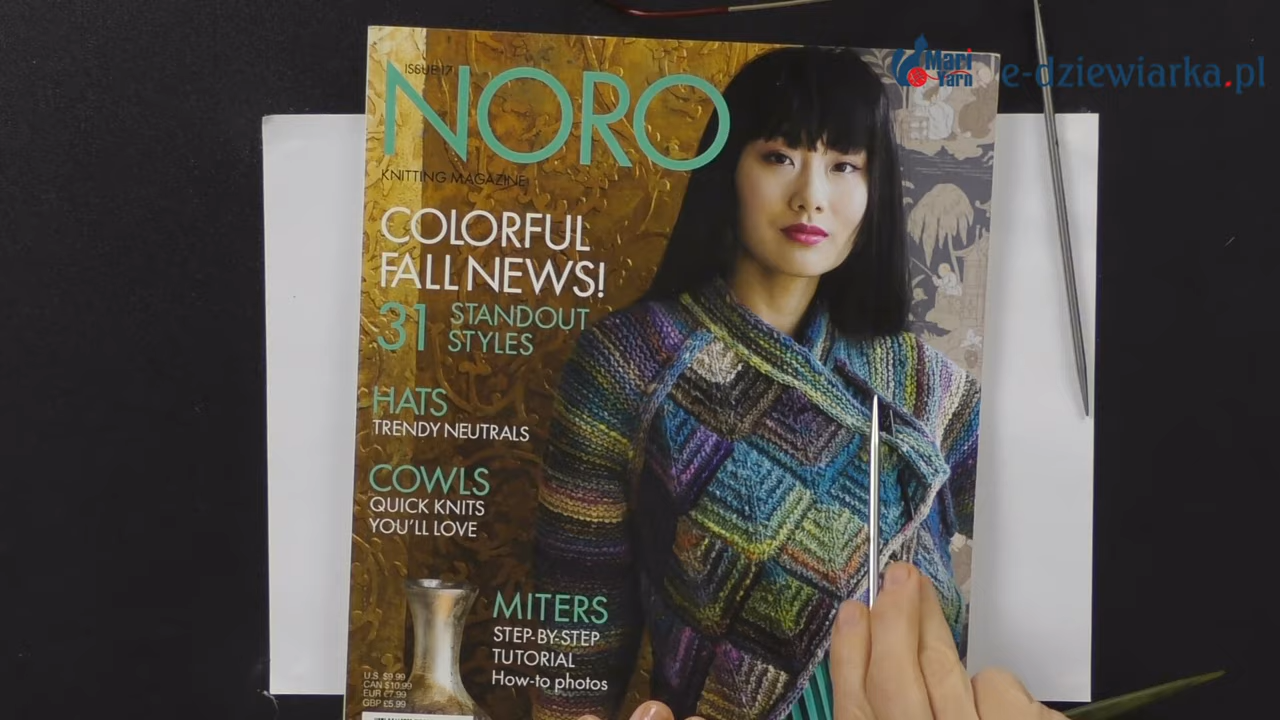 ISSUE 17
NORO
KNITTING MAGAZINE
COLORFUL
FALL NEWS!
31 STANDOUT
STYLES
HATS
TRENDY NEUTRALS
COWLS
QUICK KNITS
YOU'LL LOVE
MITERS
STEP-BY-STEP
TUTORIAL
How-to photos
U.S. $9.99
CAN $10.99
EUR €7.99
GBP £5.99
Mari
Yarn
e-dziewiarka.pl